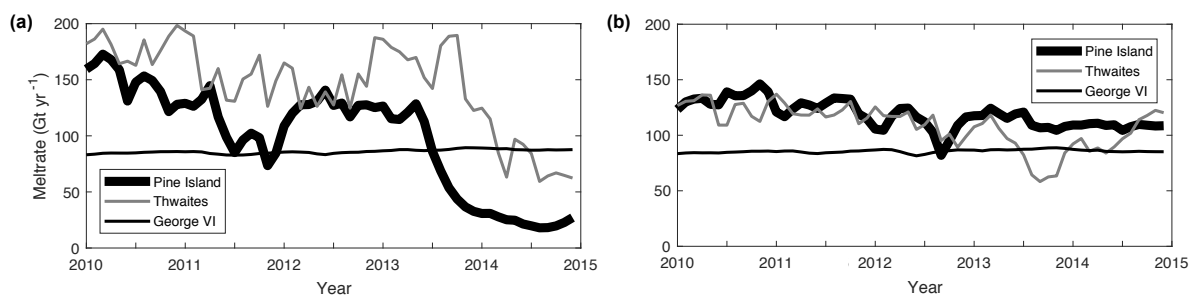 (a)
200
150
100
50
0
Meltrate (Gt yr -1)
Pine Island
Thwaites
George VI
2010 2011 2012 2013 2014 2015
Year
(b)
200
150
100
50
0
Pine Island
Thwaites
George VI
2010 2011 2012 2013 2014 2015
Year